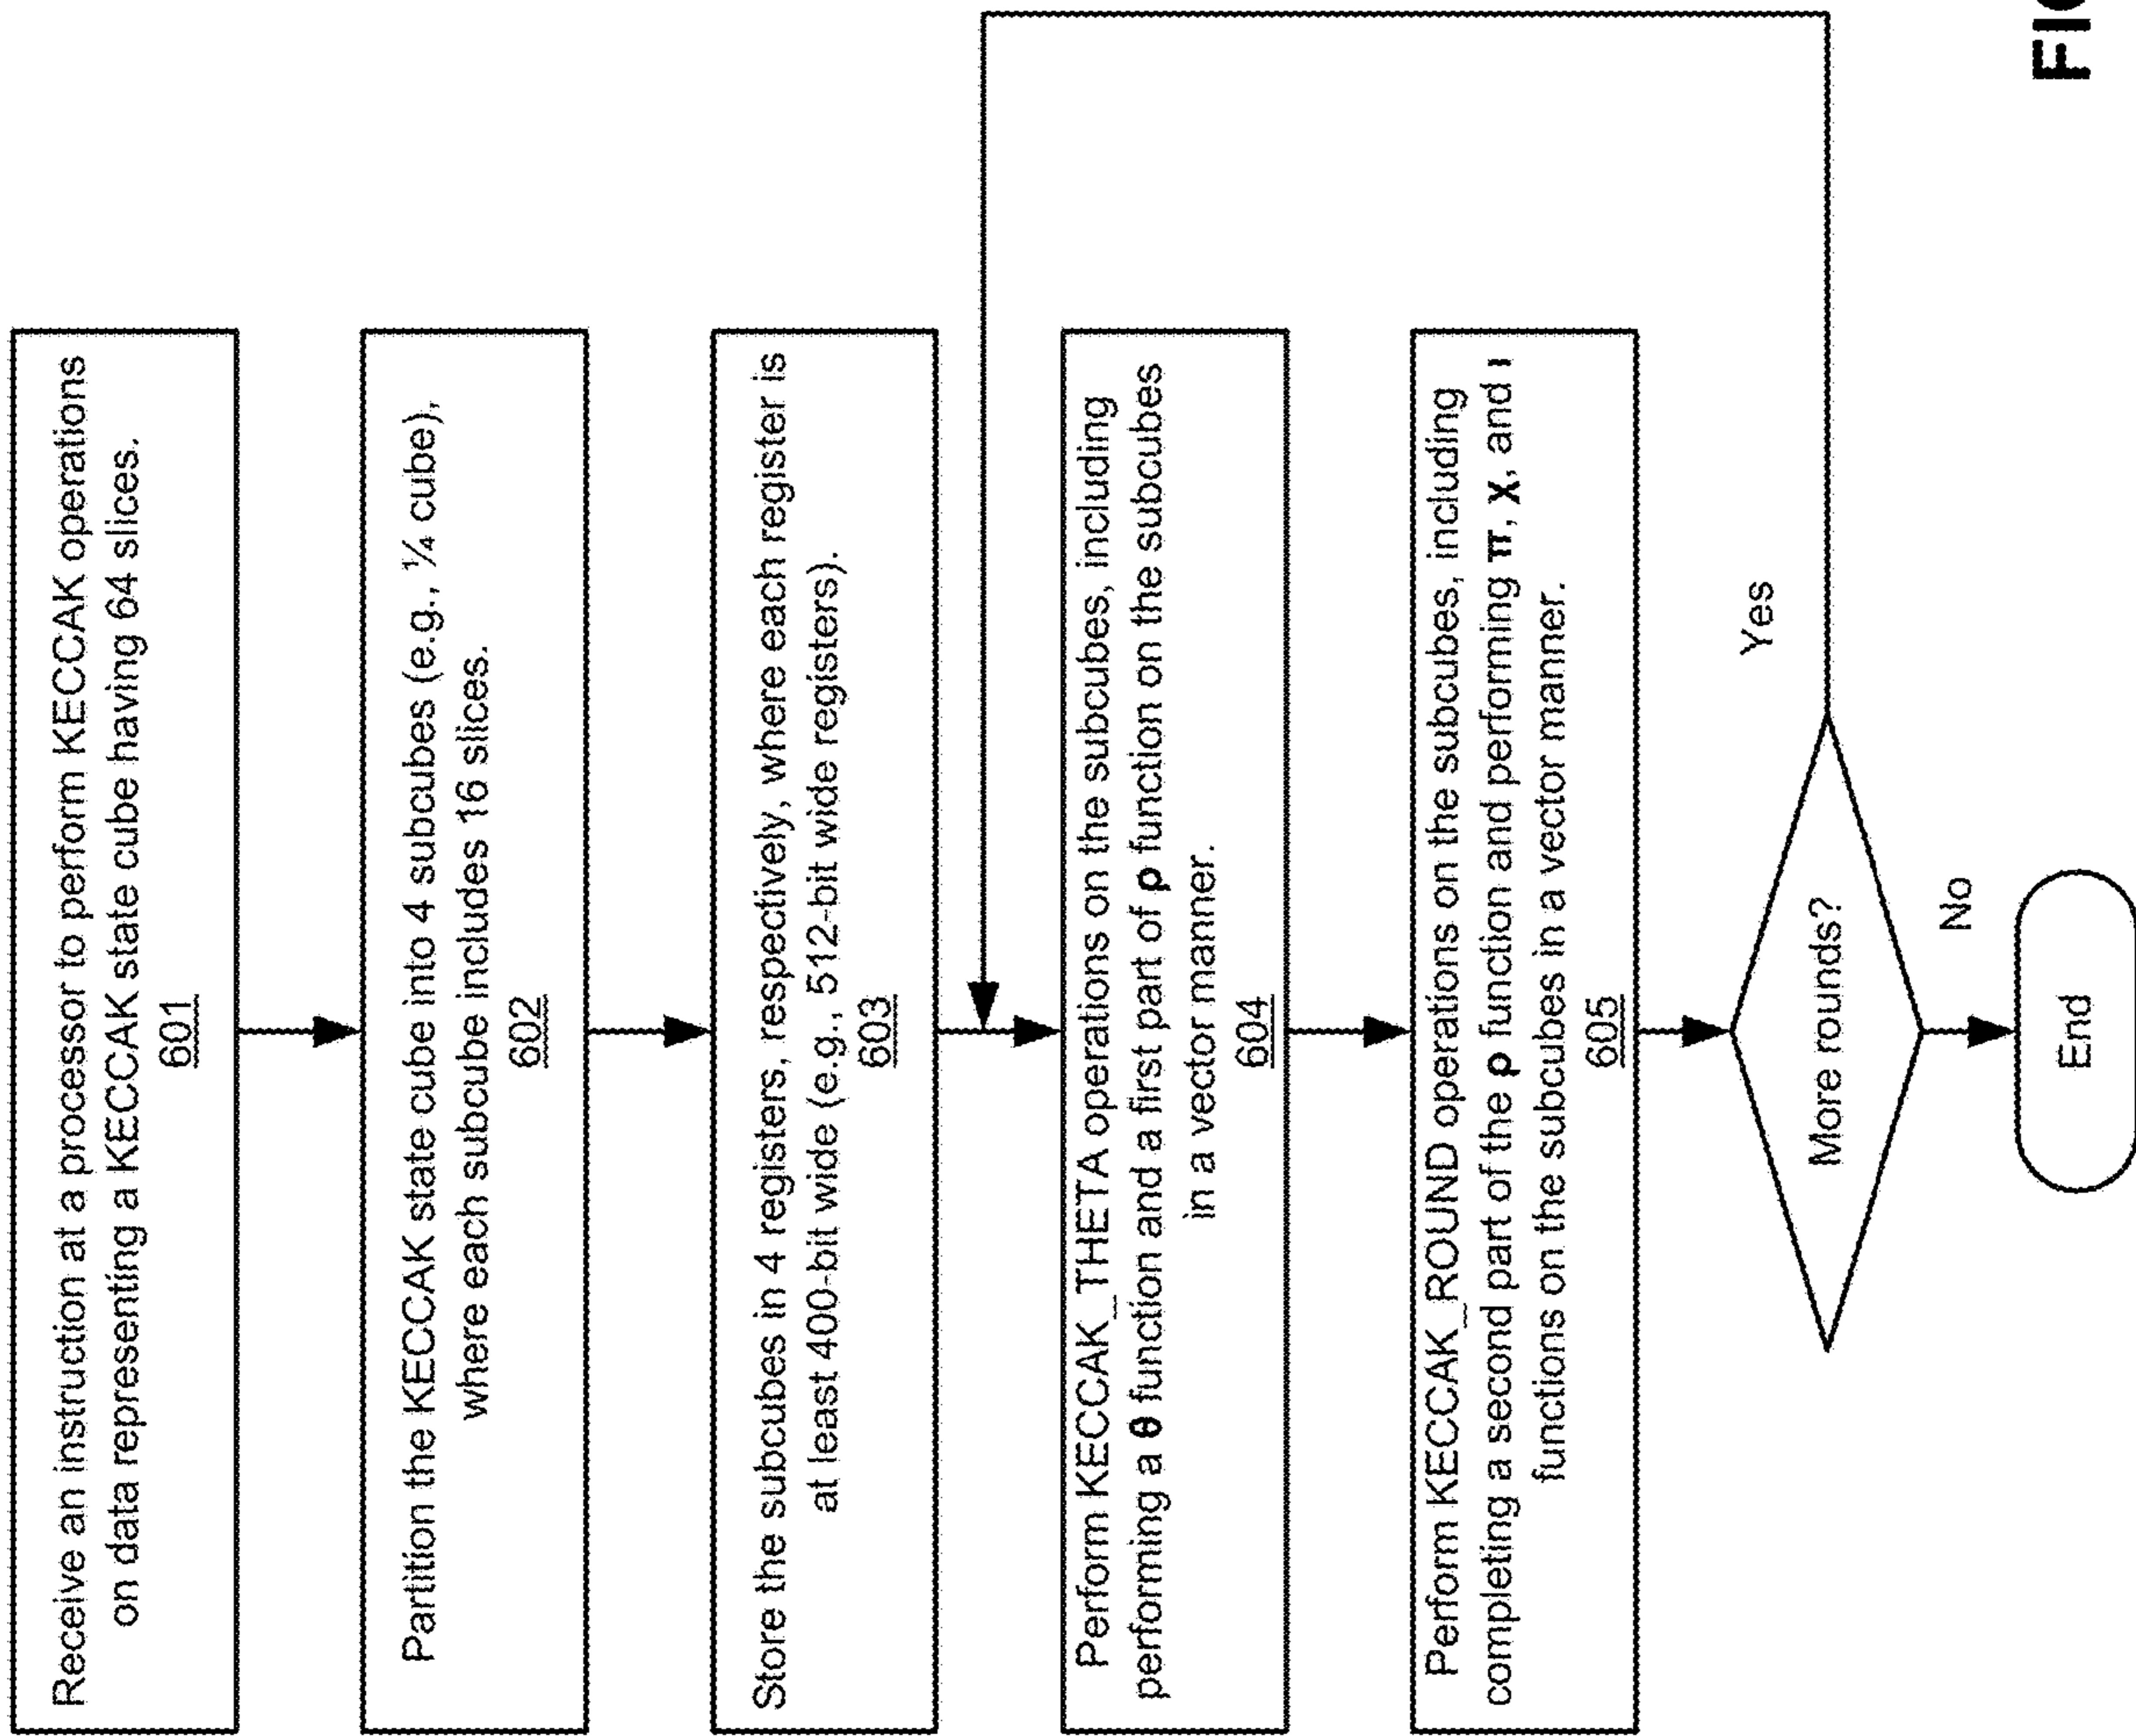 Receive an instruction at a processor to perform KECCAK operations
on data representing a KECCAK state cube having 64 slices.
601
Partition the KECCAK state cube into 4 subcubes (e.g., ¼ cube),
where each subcube includes 16 slices.
602
Store the subcubes in 4 registers, respectively, where each register is
at least 400-bit wide (e.g., 512-bit wide registers).
603
Perform KECCAK_THETA operations on the subcubes, including
performing a θ function and a first part of ρ function on the subcubes
in a vector manner.
604
Perform KECCAK_ROUND operations on the subcubes, including
completing a second part of the ρ function and performing π, χ, and ι
functions on the subcubes in a vector manner.
605
More rounds?
Yes
No
End